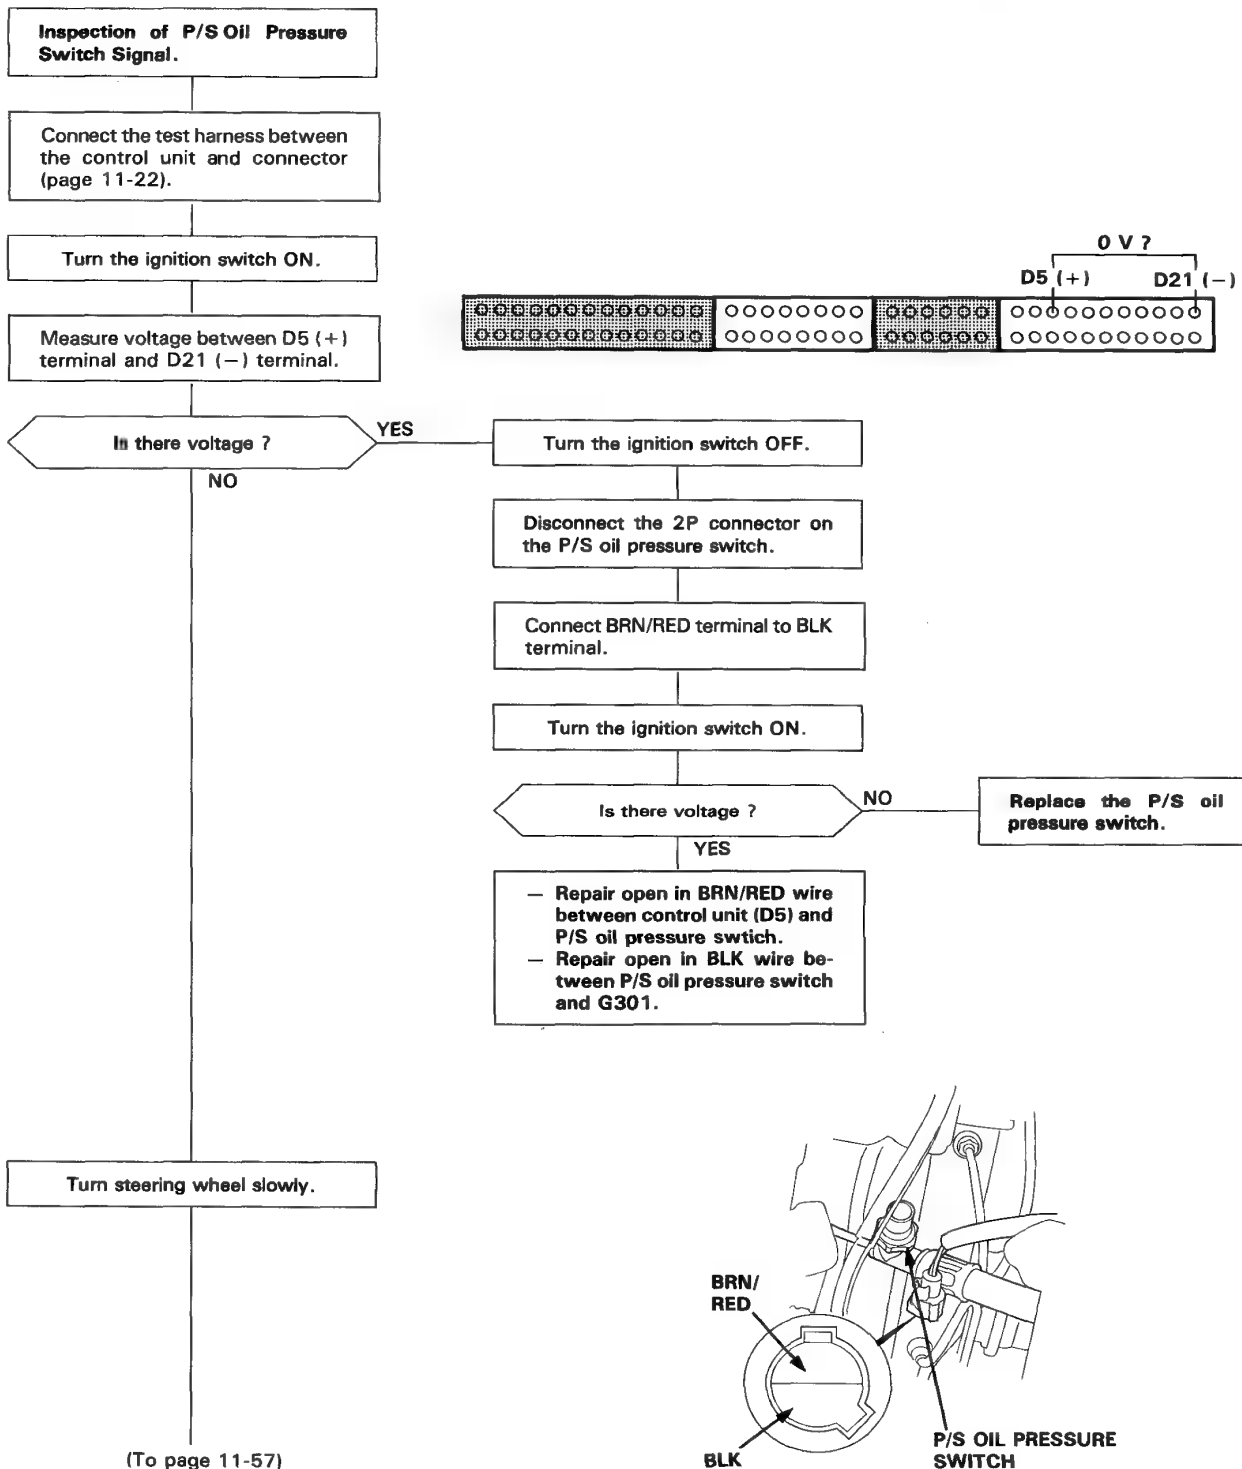 Inspection of P/S Oil Pressure
Switch Signal.
Connect the test harness between
the control unit and connector
(page 11-22).
Turn the ignition switch ON.
Measure voltage between D5 (+)
terminal and D21 (−) terminal.
0 V ?
D5 (+)
D21 (−)
In there voltage ?
YES
NO
Turn the ignition switch OFF.
Disconnect the 2P connector on
the P/S oil pressure switch.
Connect BRN/RED terminal to BLK
terminal.
Turn the ignition switch ON.
Is there voltage ?
NO
YES
Replace the P/S oil
pressure switch.
— Repair open in BRN/RED wire
between control unit (D5) and
P/S oil pressure swtich.
— Repair open in BLK wire be-
tween P/S oil pressure switch
and G301.
Turn steering wheel slowly.
(To page 11-57)
BRN/
RED
BLK
P/S OIL PRESSURE
SWITCH